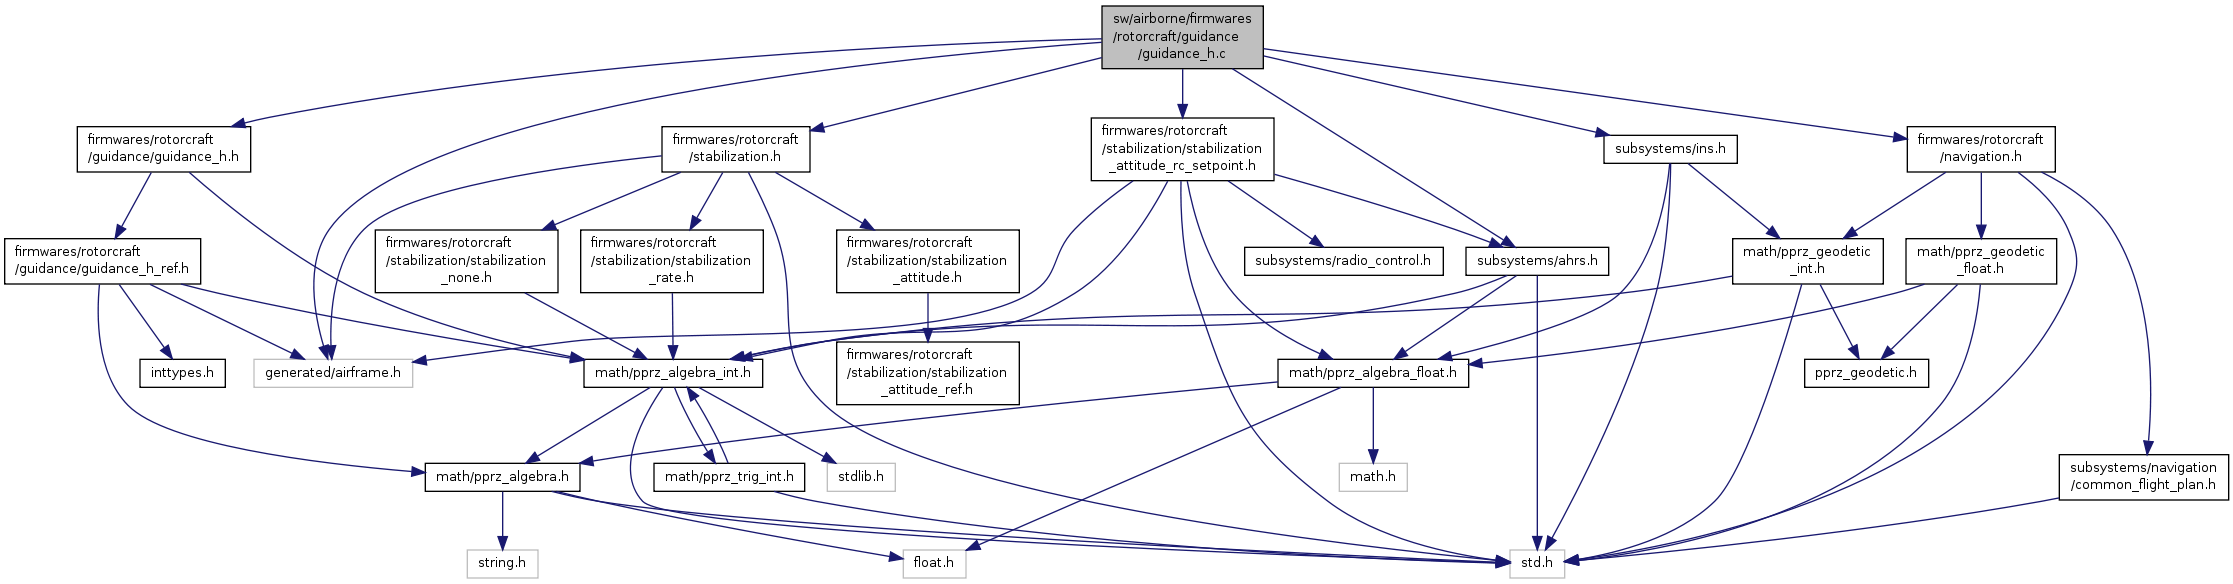 sw/airborne/firmwares
/rotorcraft/guidance
/guidance_h.c
firmwares/rotorcraft
/guidance/guidance_h.h
firmwares/rotorcraft
/stabilization.h
firmwares/rotorcraft
/stabilization/stabilization
_attitude_rc_setpoint.h
subsystems/ins.h
firmwares/rotorcraft
/navigation.h
firmwares/rotorcraft
/guidance/guidance_h_ref.h
firmwares/rotorcraft
/stabilization/stabilization
_none.h
firmwares/rotorcraft
/stabilization/stabilization
_rate.h
firmwares/rotorcraft
/stabilization/stabilization
_attitude.h
subsystems/radio_control.h
subsystems/ahrs.h
math/pprz_geodetic
_int.h
math/pprz_geodetic
_float.h
inttypes.h
generated/airframe.h
math/pprz_algebra_int.h
firmwares/rotorcraft
/stabilization/stabilization
_attitude_ref.h
math/pprz_algebra_float.h
pprz_geodetic.h
math/pprz_algebra.h
math/pprz_trig_int.h
stdlib.h
math.h
subsystems/navigation
/common_flight_plan.h
string.h
float.h
std.h